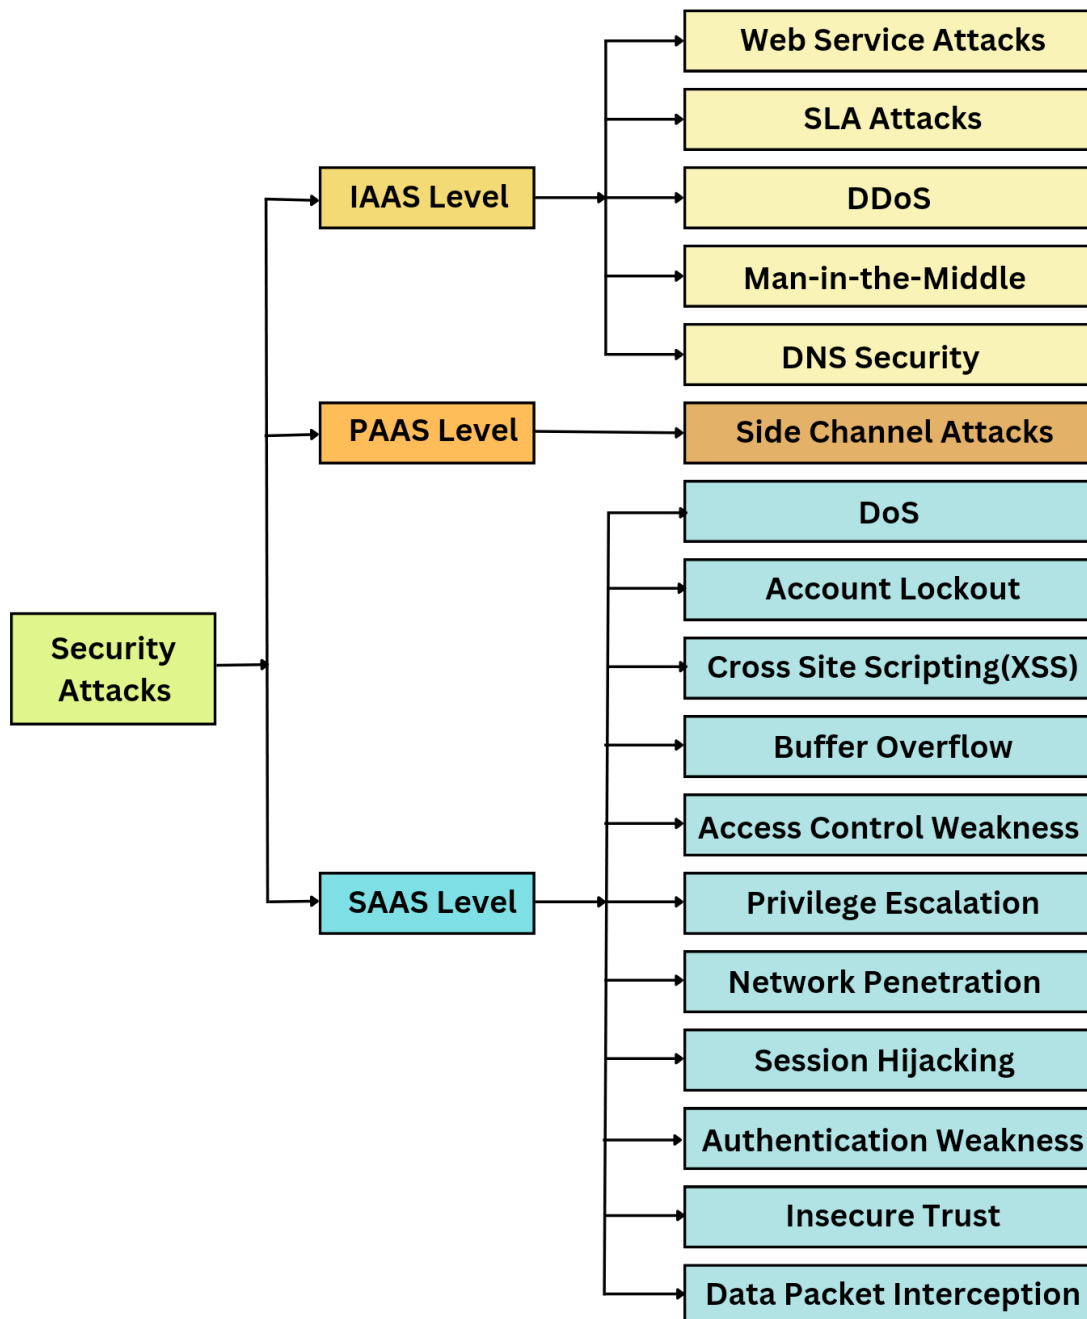 Security
Attacks
IAAS Level
Web Service Attacks
SLA Attacks
DDoS
Man-in-the-Middle
DNS Security
PAAS Level
Side Channel Attacks
SAAS Level
DoS
Account Lockout
Cross Site Scripting(XSS)
Buffer Overflow
Access Control Weakness
Privilege Escalation
Network Penetration
Session Hijacking
Authentication Weakness
Insecure Trust
Data Packet Interception